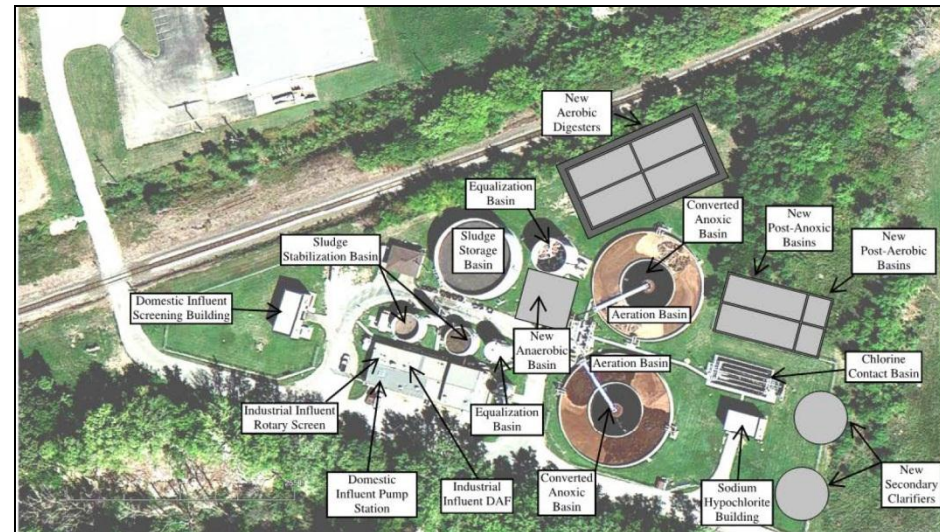 New
Aerobic
Digesters
Equalization
Basin
Converted
Anoxic
Basin
New
Post-Anoxic
Basins
New
Post-Aerobic
Basins
Sludge
Stabilization Basin
Sludge
Storage
Basin
Domestic Influent
Screening Building
Aeration Basin
New
Anaerobic
Basin
Aeration Basin
Chlorine
Contact Basin
Industrial Influent
Rotary Screen
Equalization
Basin
Domestic
Influent Pump
Station
Industrial
Influent DAF
Converted
Anoxic
Basin
Sodium
Hypochlorite
Building
New
Secondary
Clarifiers